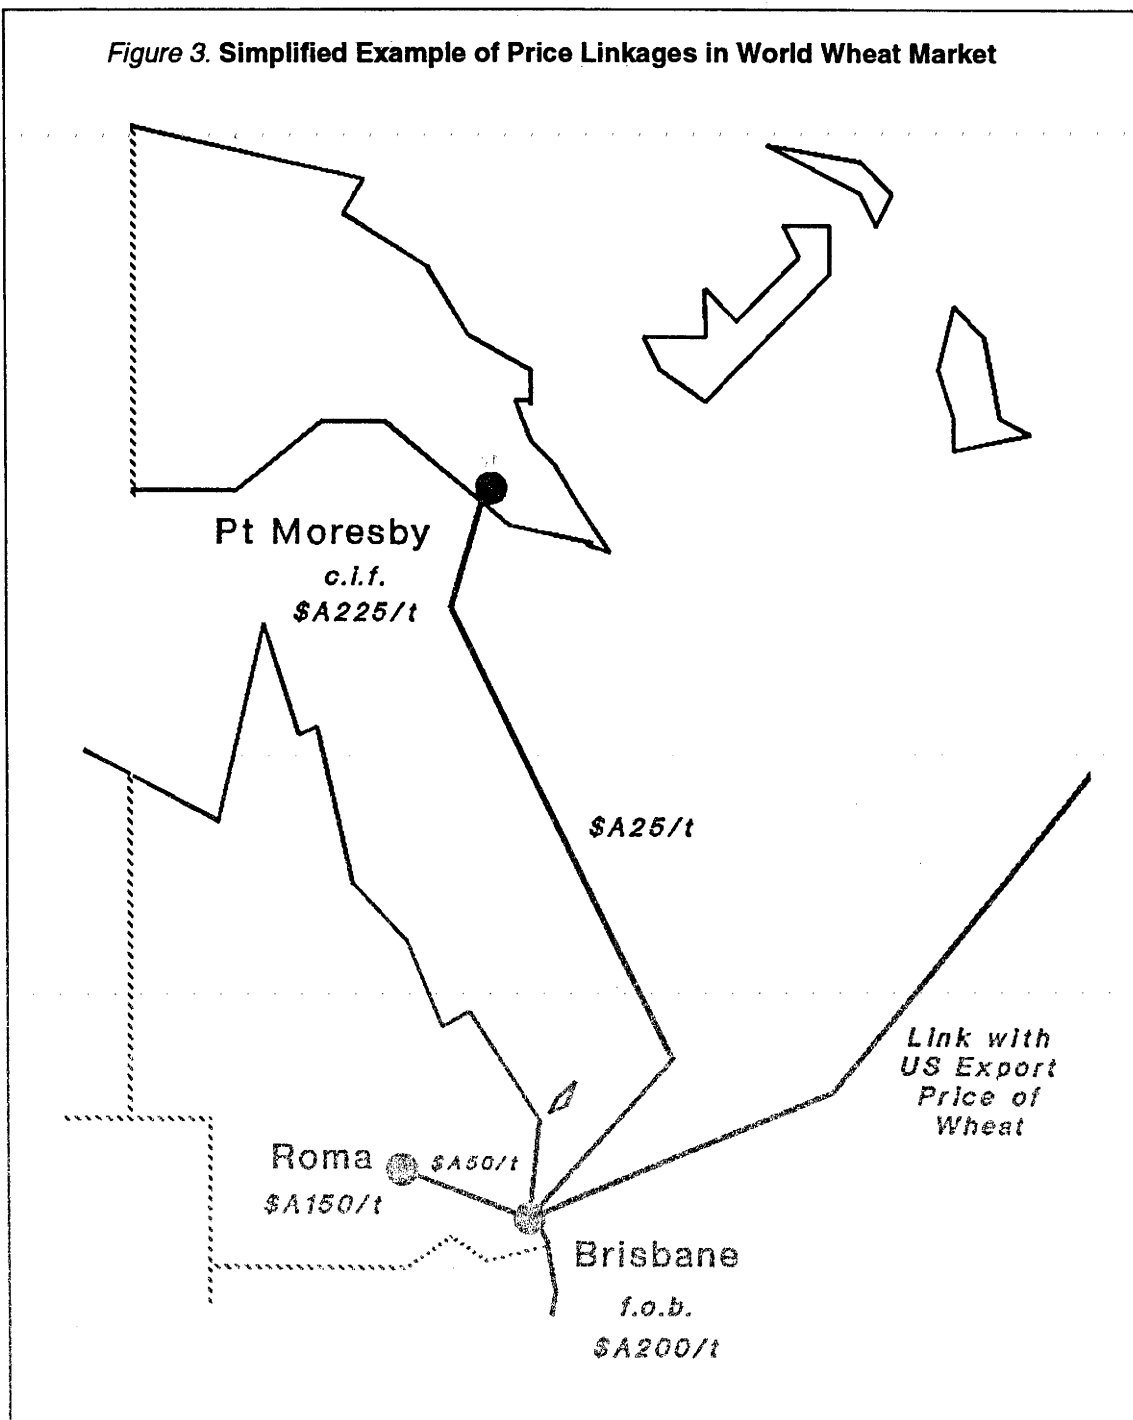 Figure 3. Simplified Example of Price Linkages in World Wheat Market
Pt Moresby
c.i.f.
$A225/t
$A25/t
Link with
US Export
Price of
Wheat
Roma
$A50/t
$A150/t
Brisbane
f.o.b.
$A200/t